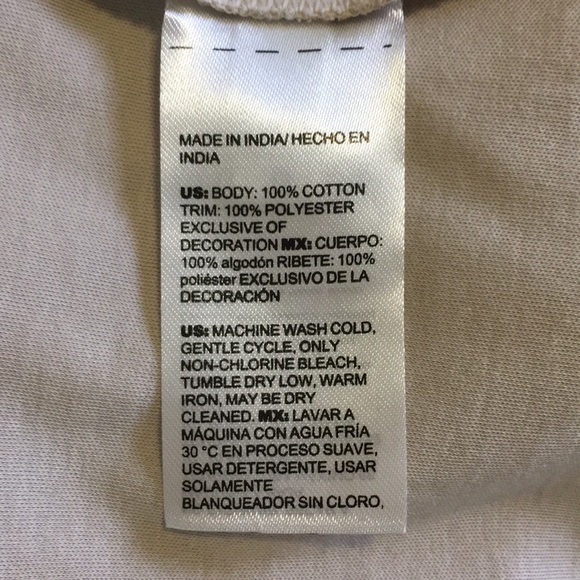 MADE IN INDIA/ HECHO EN
INDIA
US: BODY: 100% COTTON
TRIM: 100% POLYESTER
EXCLUSIVE OF
DECORATION MX: CUERPO:
100% algodón RIBETE: 100%
poliéster EXCLUSIVO DE LA
DECORACIÓN
US: MACHINE WASH COLD,
GENTLE CYCLE, ONLY
NON-CHLORINE BLEACH,
TUMBLE DRY LOW, WARM
IRON, MAY BE DRY
CLEANED. MX: LAVAR A
MÁQUINA CON AGUA FRÍA
30 °C EN PROCESO SUAVE,
USAR DETERGENTE, USAR
SOLAMENTE
BLANQUEADOR SIN CLORO,